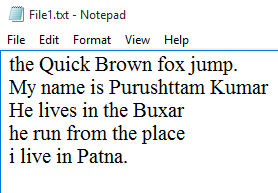 File1.txt - Notepad
File Edit Format View Help
the Quick Brown fox jump.
My name is Purushttam Kumar
He lives in the Buxar
he run from the place
i live in Patna.